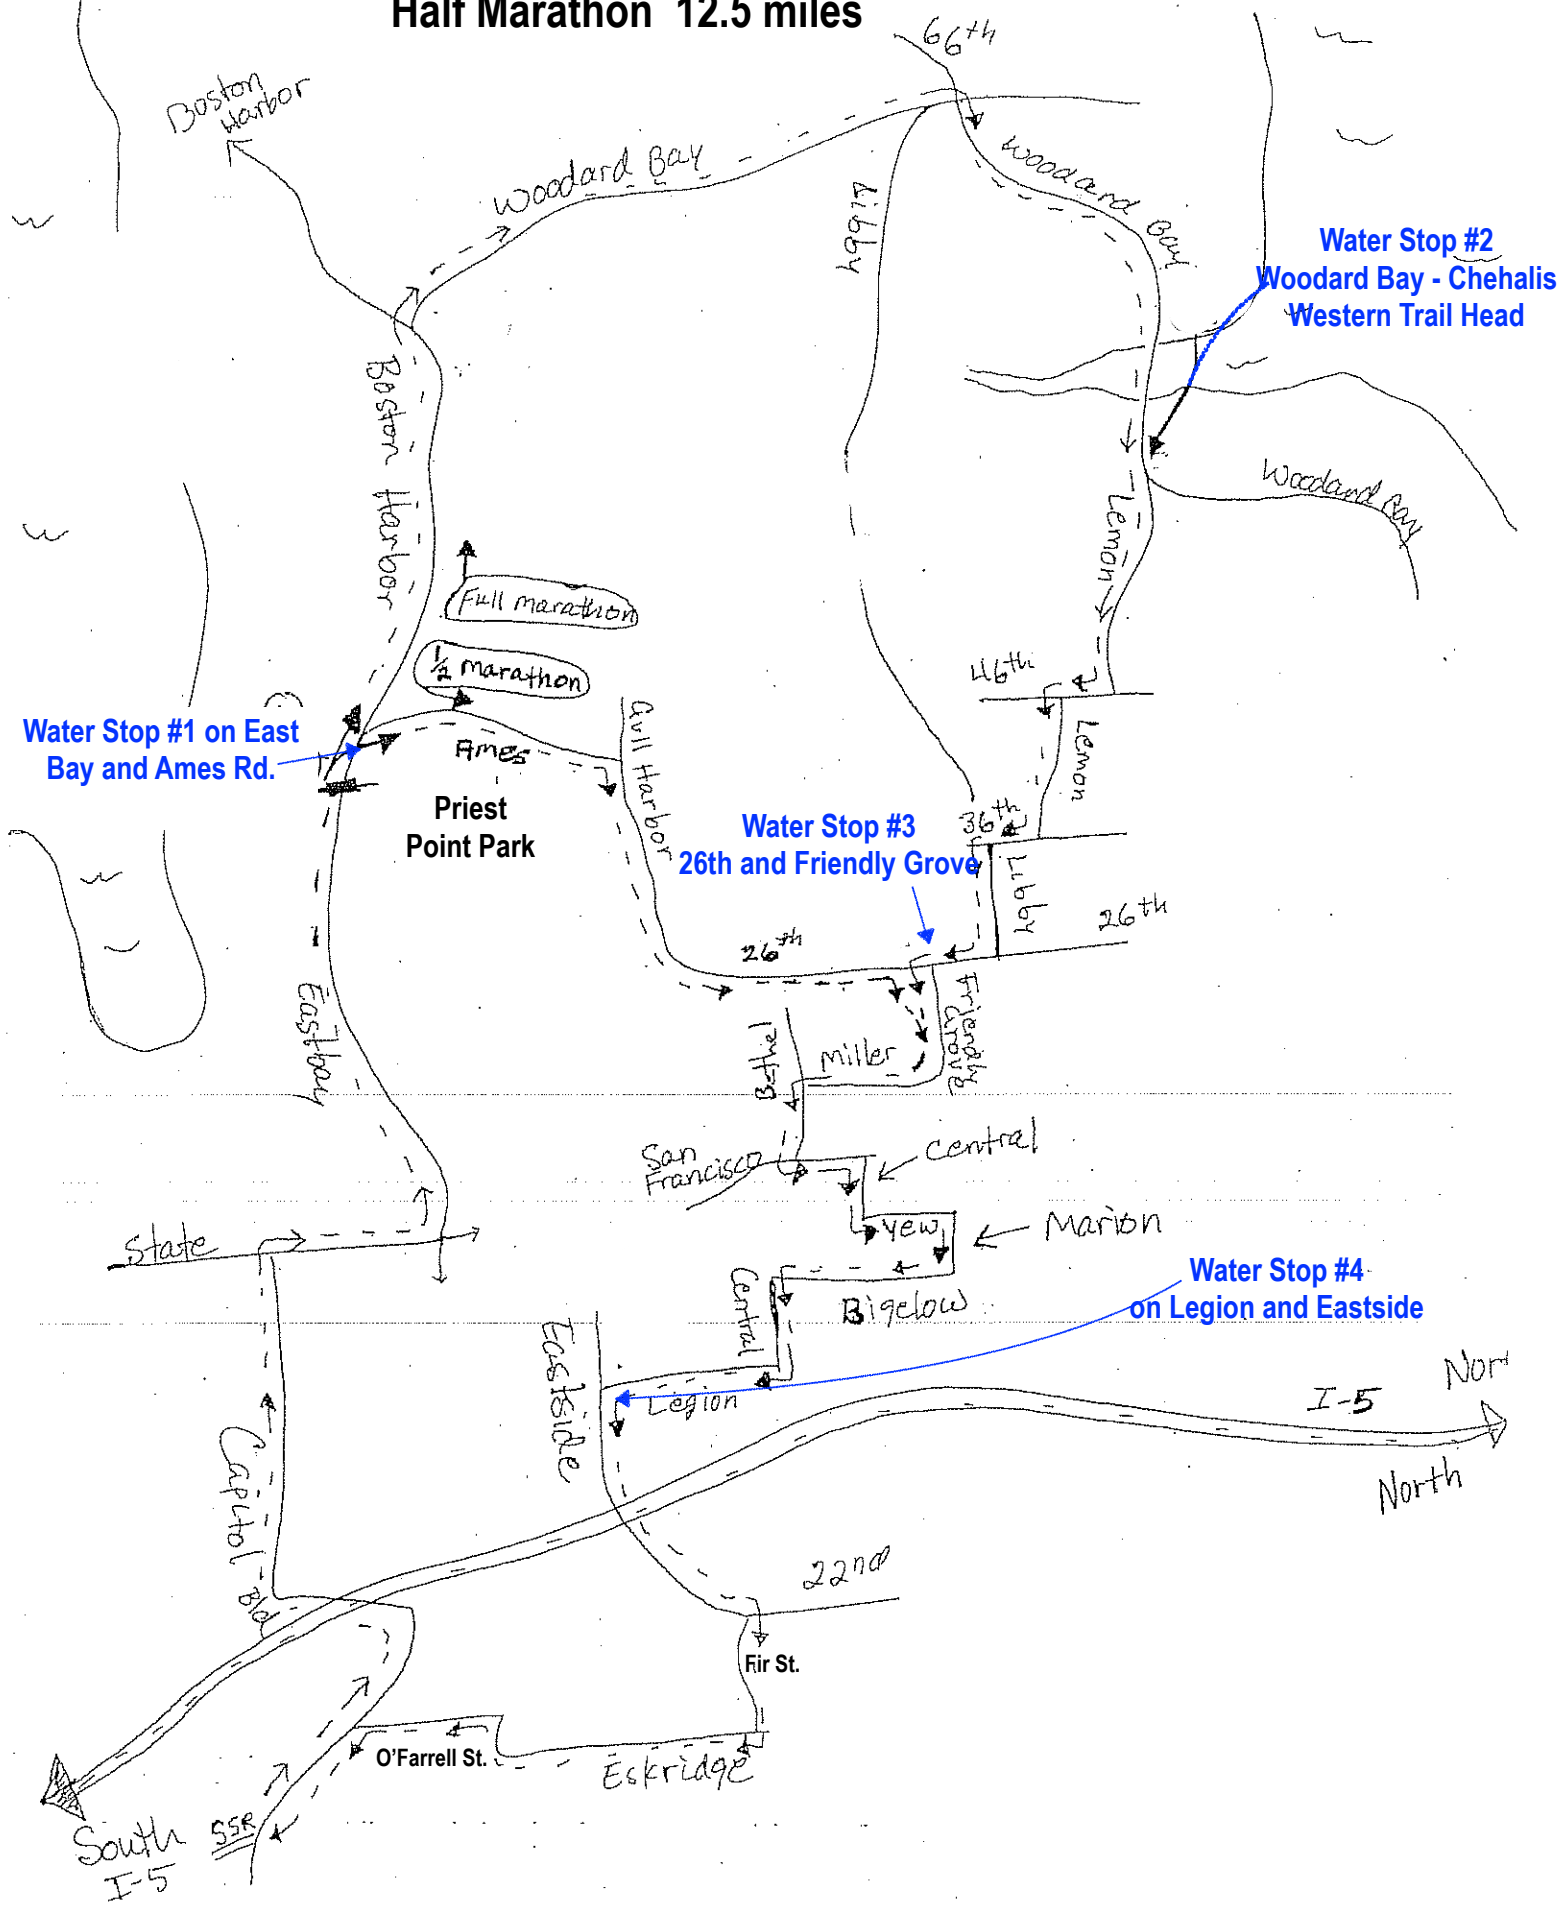 Half Marathon 12.5 miles
66th
Boston
Harbor
Woodard Bay
Woodard
Bay
Libby
Water Stop #2
Woodard Bay - Chehalis
Western Trail Head
Boston Harbor
Woodard Bay
Lemon
Full marathon
1/2 marathon
46th
Water Stop #1 on East
Bay and Ames Rd.
Ames
Gull Harbor
Lemon
Priest
Point Park
Water Stop #3
26th and Friendly Grove
36th
Libby
26th
26th
Eastbay
Friendly
Grove
Bethel
Miller
San
Francisco
Central
State
Yew
Marion
Water Stop #4
on Legion and Eastside
Central
Bigelow
Eastside
Legion
I-5
Nor
North
Capitol
Bld
22nd
Fir St.
O'Farrell St.
Eskridge
South
I-5
SSR